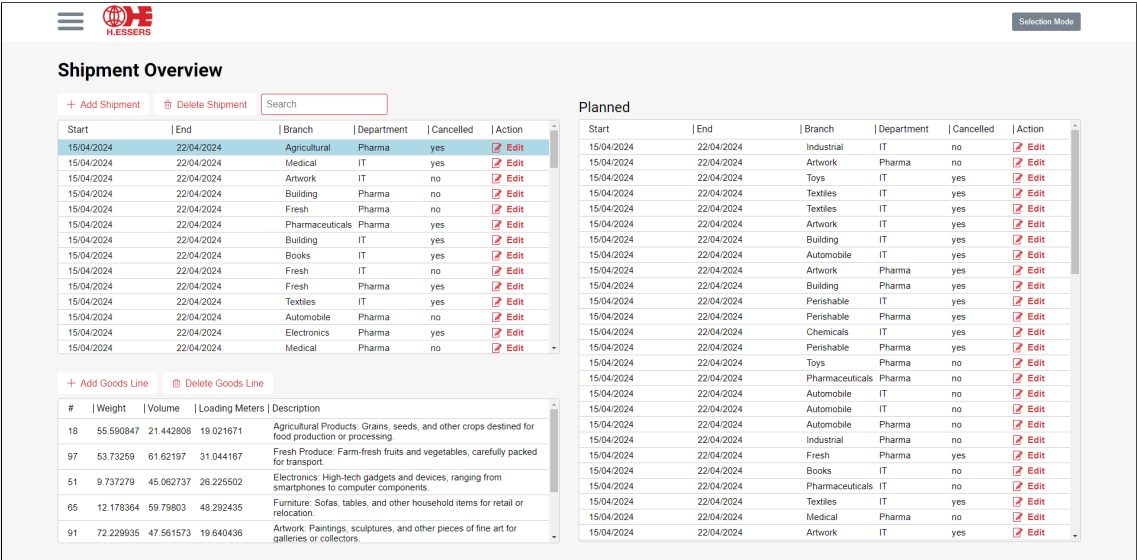 H.ESSERS
Selection Mode
Shipment Overview
+ Add Shipment Delete Shipment Search
Start | End | Branch | Department | Cancelled | Action
15/04/2024 22/04/2024 Agricultural Pharma yes Edit
15/04/2024 22/04/2024 Medical IT yes Edit
15/04/2024 22/04/2024 Artwork IT no Edit
15/04/2024 22/04/2024 Building Pharma no Edit
15/04/2024 22/04/2024 Fresh Pharma no Edit
15/04/2024 22/04/2024 Pharmaceuticals Pharma yes Edit
15/04/2024 22/04/2024 Building IT yes Edit
15/04/2024 22/04/2024 Books IT yes Edit
15/04/2024 22/04/2024 Fresh IT no Edit
15/04/2024 22/04/2024 Fresh Pharma yes Edit
15/04/2024 22/04/2024 Textiles IT yes Edit
15/04/2024 22/04/2024 Automobile Pharma no Edit
15/04/2024 22/04/2024 Electronics Pharma yes Edit
15/04/2024 22/04/2024 Medical Pharma no Edit
+ Add Goods Line Delete Goods Line
# | Weight | Volume | Loading Meters | Description
18 55.590847 21.442808 19.021671 Agricultural Products: Grains, seeds, and other crops destined for
food production or processing.
97 53.73259 61.62197 31.044167 Fresh Produce: Farm-fresh fruits and vegetables, carefully packed
for transport.
51 9.737279 45.062737 26.225502 Electronics: High-tech gadgets and devices, ranging from
smartphones to computer components.
65 12.178364 59.79803 48.292435 Furniture: Sofas, tables, and other household items for retail or
relocation.
91 72.229935 47.561573 19.640436 Artwork: Paintings, sculptures, and other pieces of fine art for
galleries or collectors.
Planned
Start | End | Branch | Department | Cancelled | Action
15/04/2024 22/04/2024 Industrial IT no Edit
15/04/2024 22/04/2024 Artwork Pharma no Edit
15/04/2024 22/04/2024 Toys IT yes Edit
15/04/2024 22/04/2024 Textiles IT yes Edit
15/04/2024 22/04/2024 Textiles IT yes Edit
15/04/2024 22/04/2024 Artwork IT yes Edit
15/04/2024 22/04/2024 Building IT yes Edit
15/04/2024 22/04/2024 Automobile IT yes Edit
15/04/2024 22/04/2024 Artwork Pharma yes Edit
15/04/2024 22/04/2024 Building Pharma yes Edit
15/04/2024 22/04/2024 Perishable IT yes Edit
15/04/2024 22/04/2024 Perishable Pharma yes Edit
15/04/2024 22/04/2024 Chemicals IT yes Edit
15/04/2024 22/04/2024 Perishable Pharma yes Edit
15/04/2024 22/04/2024 Toys Pharma no Edit
15/04/2024 22/04/2024 Pharmaceuticals Pharma no Edit
15/04/2024 22/04/2024 Automobile IT no Edit
15/04/2024 22/04/2024 Automobile IT no Edit
15/04/2024 22/04/2024 Automobile Pharma no Edit
15/04/2024 22/04/2024 Industrial Pharma no Edit
15/04/2024 22/04/2024 Fresh Pharma yes Edit
15/04/2024 22/04/2024 Books IT no Edit
15/04/2024 22/04/2024 Pharmaceuticals IT no Edit
15/04/2024 22/04/2024 Textiles IT yes Edit
15/04/2024 22/04/2024 Medical Pharma no Edit
15/04/2024 22/04/2024 Artwork IT yes Edit